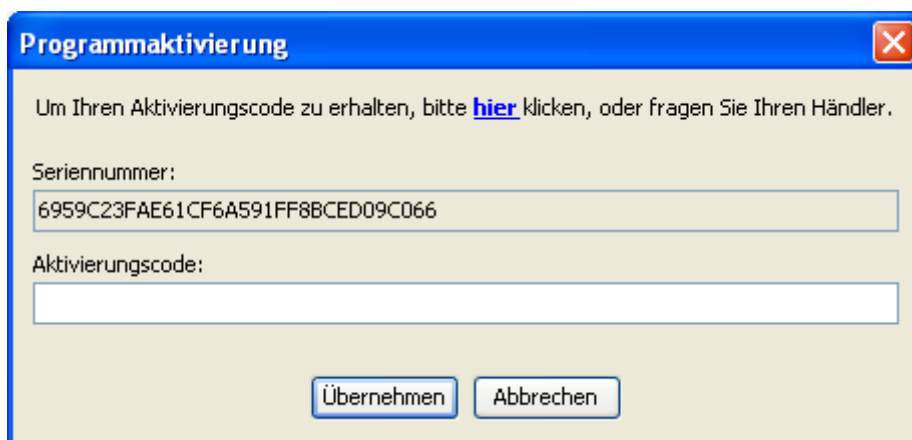 Programmaktivierung
Um Ihren Aktivierungscode zu erhalten, bitte hier klicken, oder fragen Sie Ihren Händler.
Seriennummer:
6959C23FAE61CF6A591FF8BCED09C066
Aktivierungscode:
Übernehmen Abbrechen